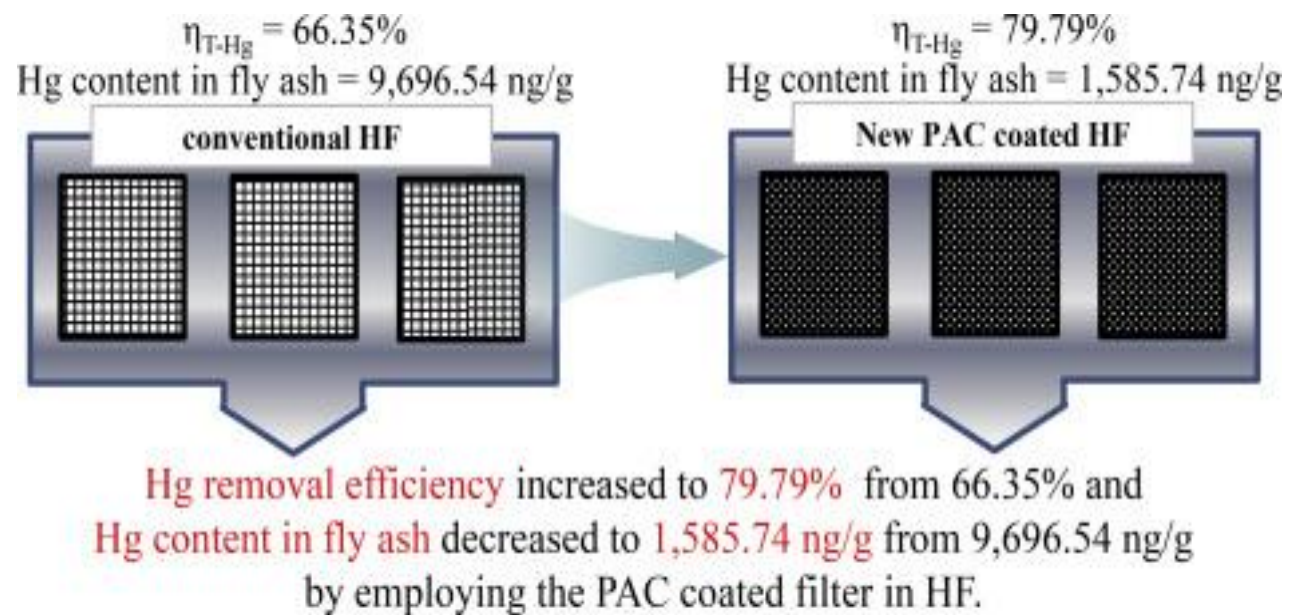 η_T-Hg = 66.35%
Hg content in fly ash = 9,696.54 ng/g
conventional HF
η_T-Hg = 79.79%
Hg content in fly ash = 1,585.74 ng/g
New PAC coated HF
Hg removal efficiency increased to 79.79% from 66.35% and
Hg content in fly ash decreased to 1,585.74 ng/g from 9,696.54 ng/g
by employing the PAC coated filter in HF.